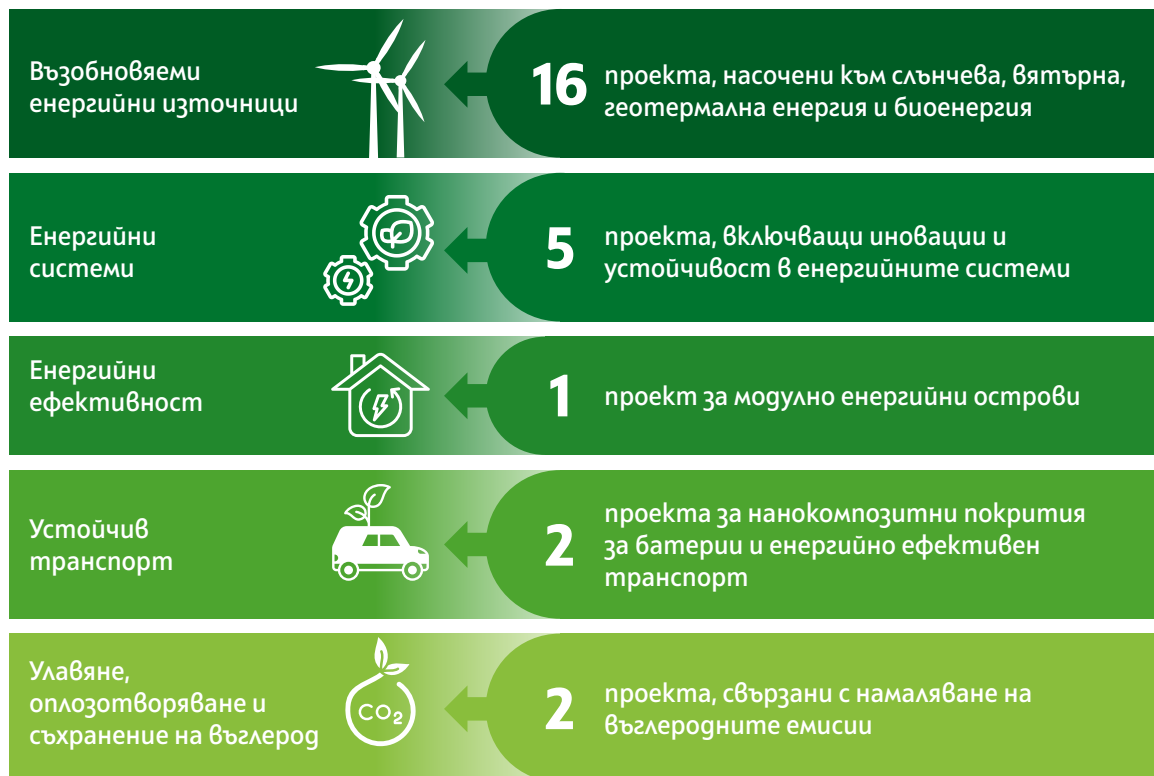 Възобновяеми
енергийни източници
16
проекта, насочени към слънчева, вятърна,
геотермална енергия и биоенергия
Енергийни
системи
5
проекта, включващи иновации и
устойчивост в енергийните системи
Енергийни
ефективност
1
проект за модулно енергийни острови
Устойчив
транспорт
2
проекта за нанокомпозитни покрития
за батерии и енергийно ефективен
транспорт
Улавяне,
оплозотворяване и
съхранение на въглерод
CO₂
2
проекта, свързани с намаляване на
въглеродните емисии